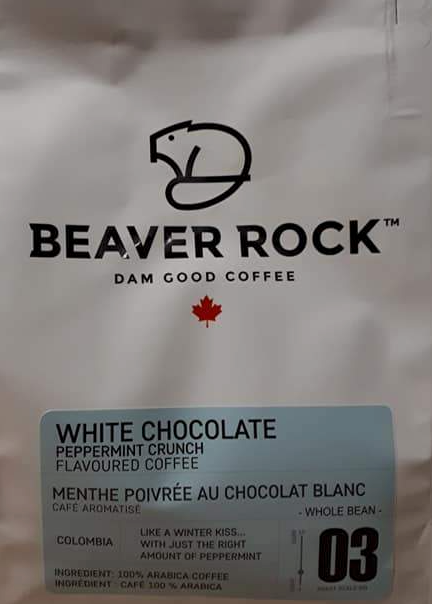 BEAVER ROCK™
DAM GOOD COFFEE
WHITE CHOCOLATE
PEPPERMINT CRUNCH
FLAVOURED COFFEE
MENTHE POIVRÉE AU CHOCOLAT BLANC
CAFÉ AROMATISÉ
- WHOLE BEAN -
COLOMBIA
LIKE A WINTER KISS...
WITH JUST THE RIGHT
AMOUNT OF PEPPERMINT
03
INGREDIENT: 100% ARABICA COFFEE
INGRÉDIENT: CAFÉ 100 % ARABICA